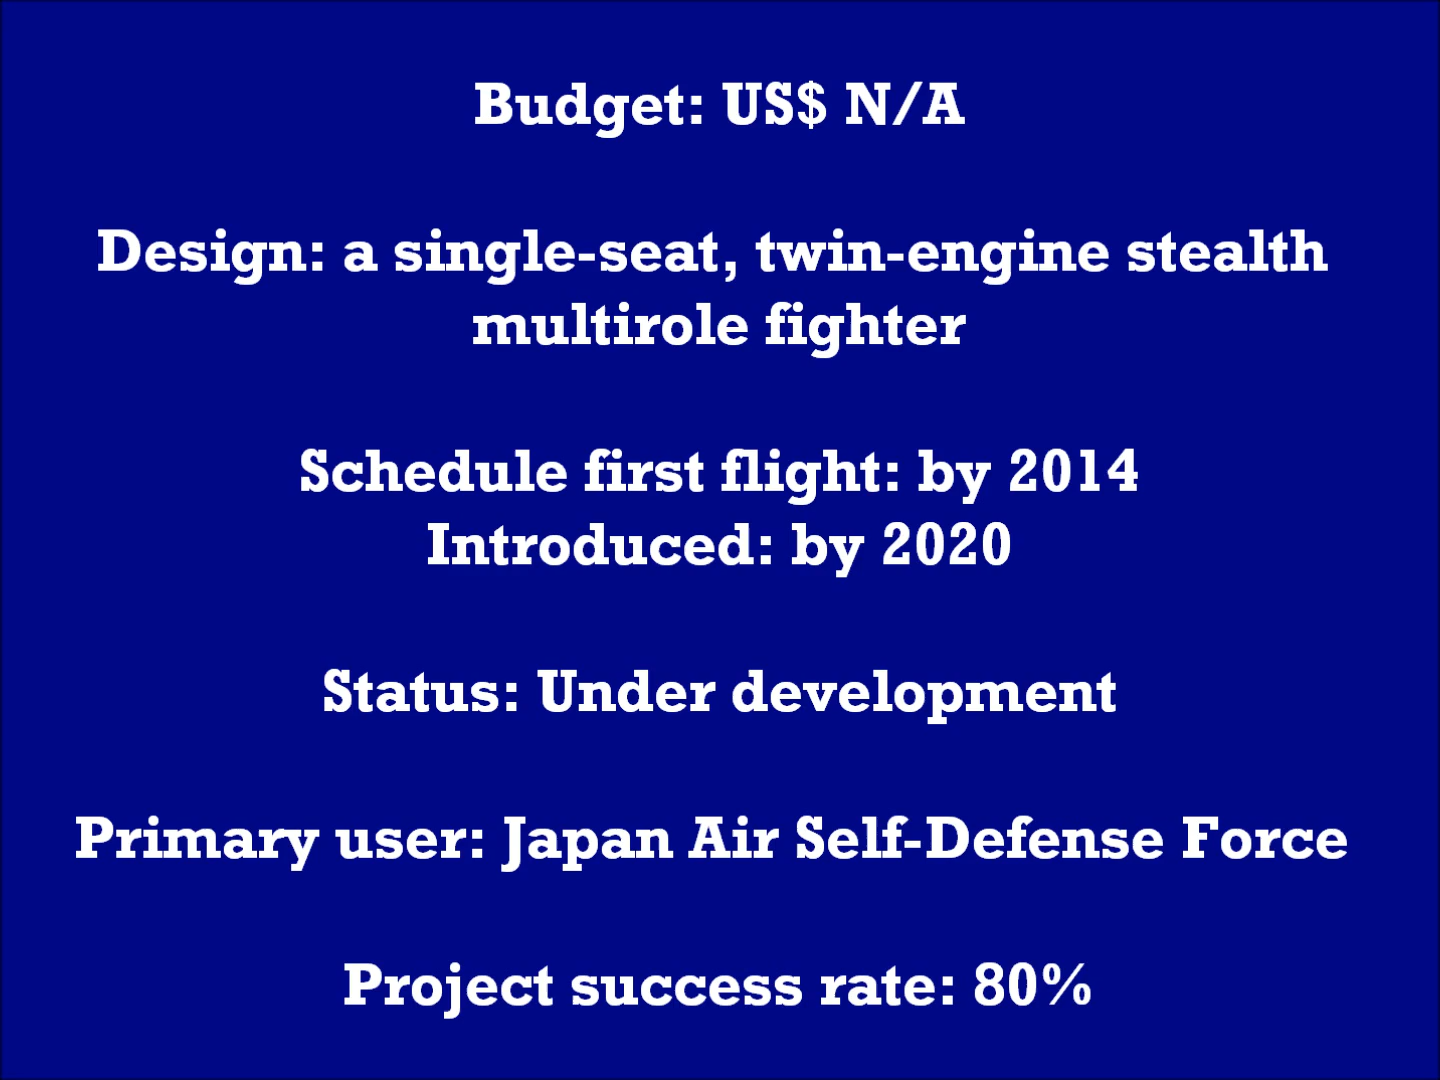 Budget: US$ N/A
Design: a single-seat, twin-engine stealth
multirole fighter
Schedule first flight: by 2014
Introduced: by 2020
Status: Under development
Primary user: Japan Air Self-Defense Force
Project success rate: 80%